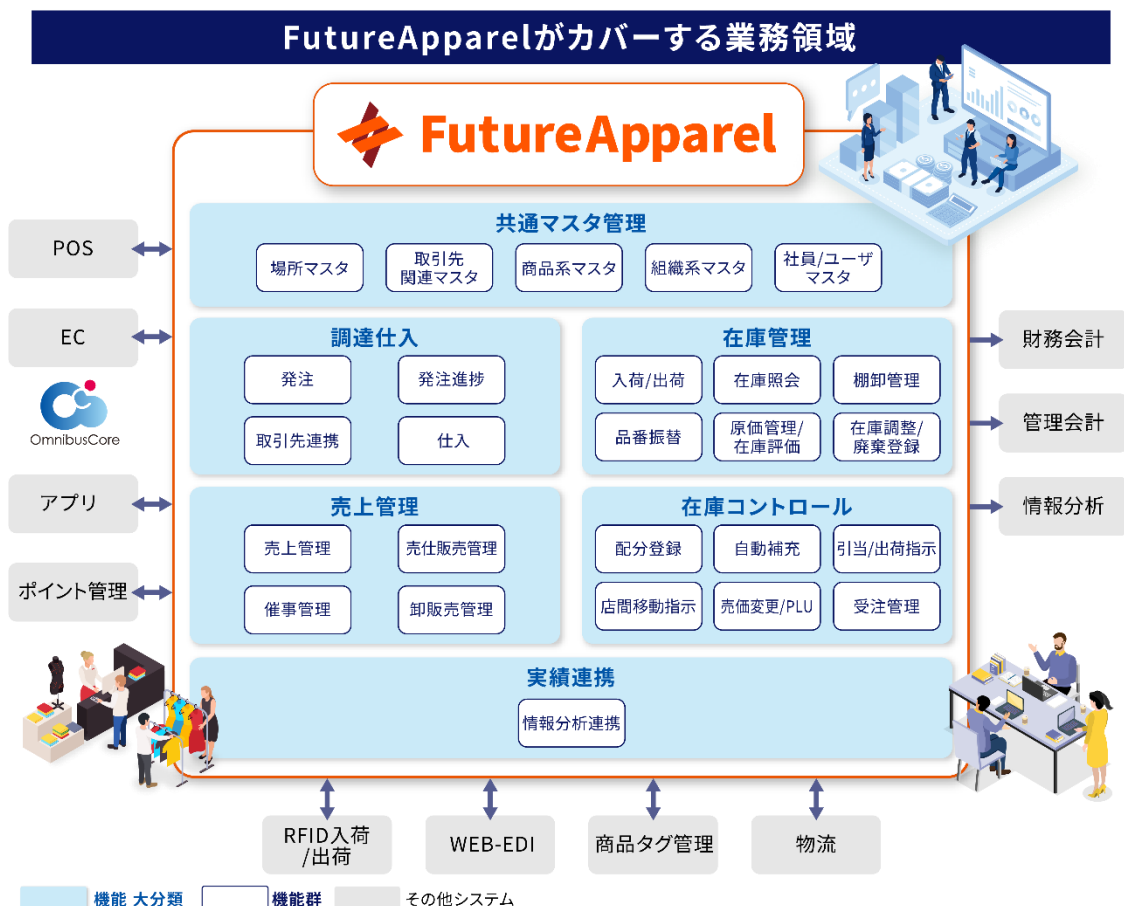 FutureApparelがカバーする業務領域
FutureApparel
共通マスタ管理
場所マスタ
取引先
関連マスタ
商品系マスタ
組織系マスタ
社員/ユーザ
マスタ
POS
EC
OmnibusCore
アプリ
ポイント管理
調達仕入
発注
発注進捗
取引先連携
仕入
在庫管理
入荷/出荷
在庫照会
棚卸管理
品番振替
原価管理/
在庫評価
在庫調整/
廃棄登録
売上管理
売上管理
売仕販売管理
催事管理
卸販売管理
在庫コントロール
配分登録
自動補充
引当/出荷指示
店間移動指示
売価変更/PLU
受注管理
財務会計
管理会計
情報分析
実績連携
情報分析連携
RFID入荷
/出荷
WEB-EDI
商品タグ管理
物流
機能 大分類
機能群
その他システム